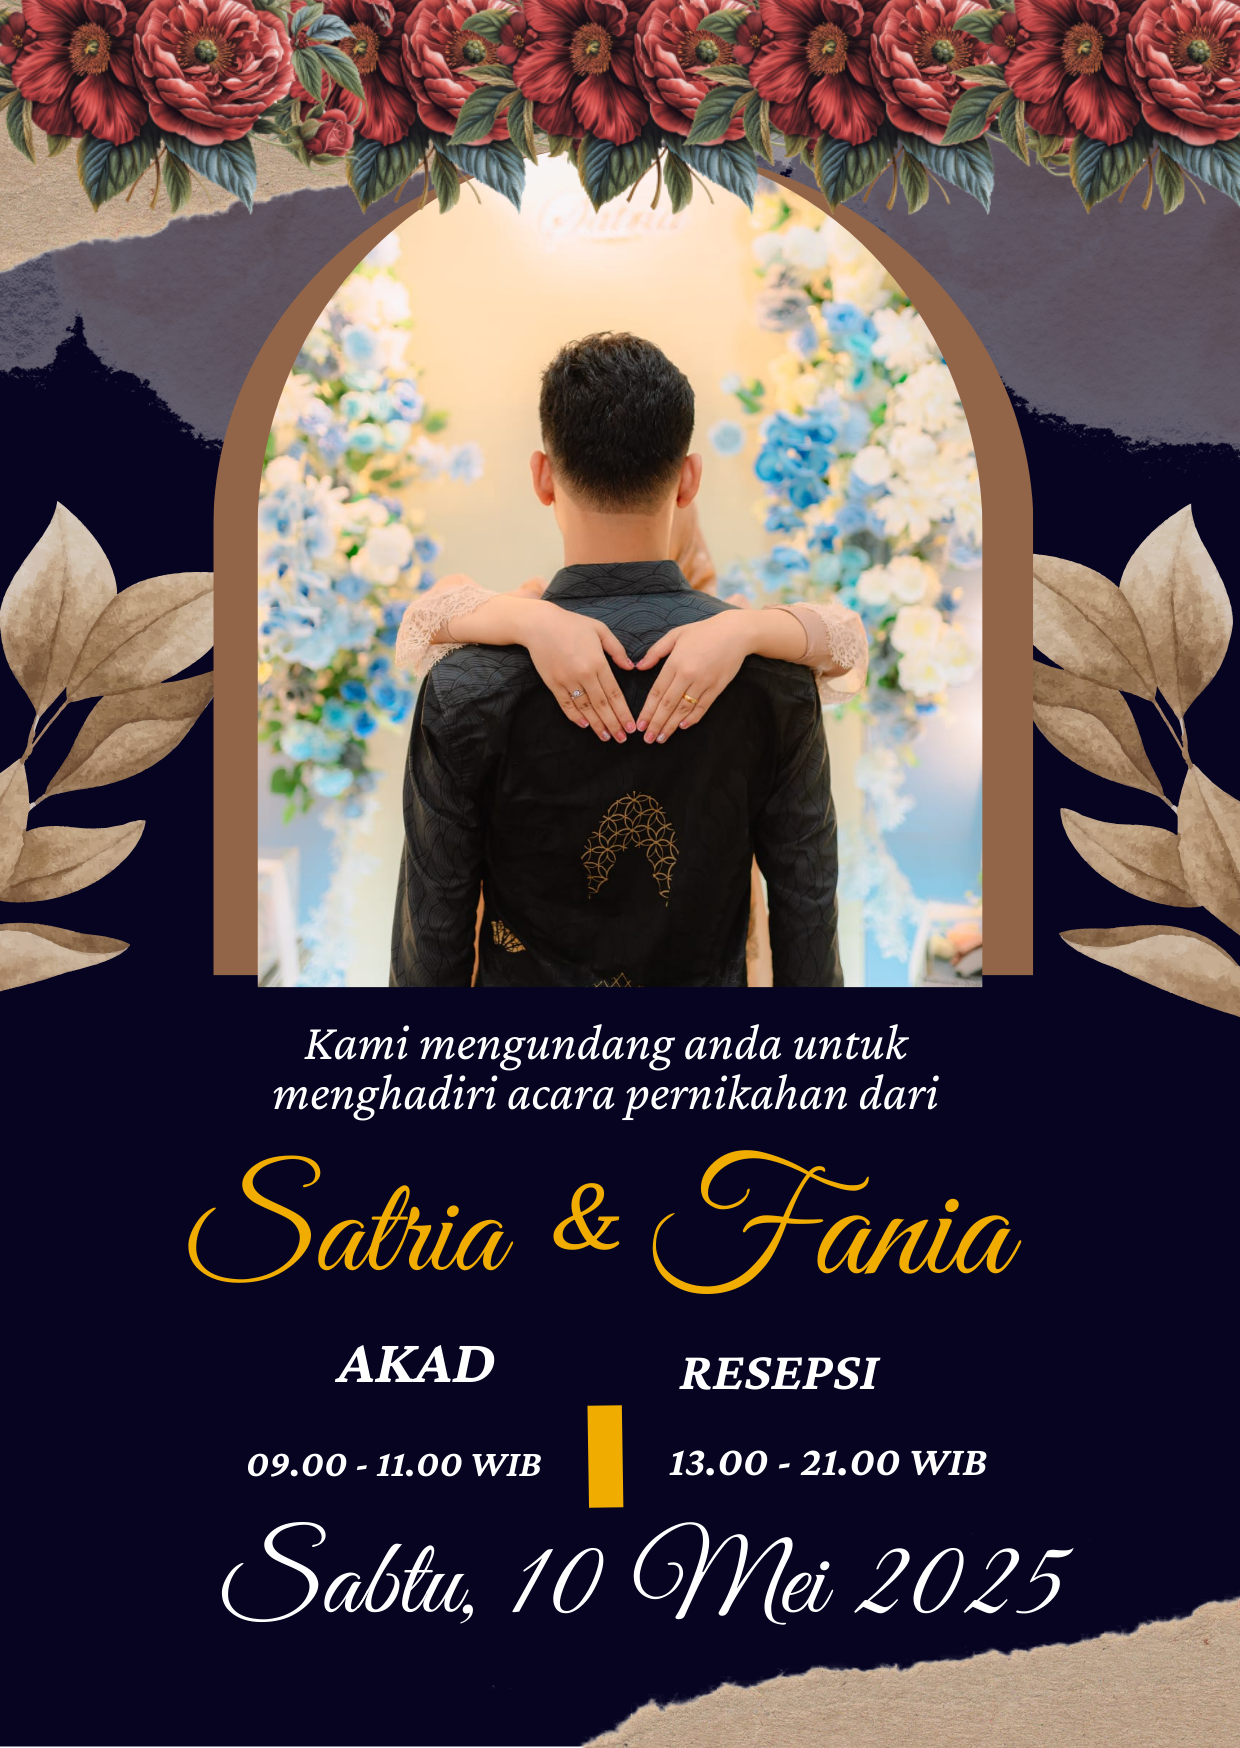 Kami mengundang anda untuk
menghadiri acara pernikahan dari
Satria & Fania
AKAD
RESEPSI
09.00 - 11.00 WIB
13.00 - 21.00 WIB
Sabtu, 10 Mei 2025